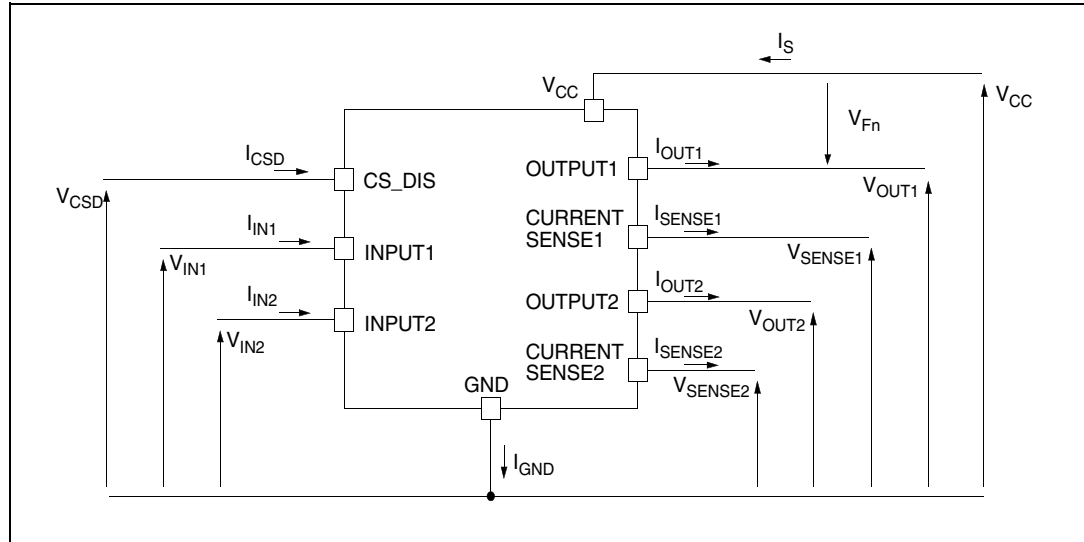 I_S
V_CC
V_CC
V_Fn
I_CSD
I_OUT1
OUTPUT1
CS_DIS
V_CSD
V_OUT1
CURRENT
SENSE1
I_SENSE1
I_IN1
INPUT1
V_IN1
V_SENSE1
I_IN2
OUTPUT2
I_OUT2
INPUT2
V_IN2
V_OUT2
CURRENT
SENSE2
I_SENSE2
V_SENSE2
GND
I_GND